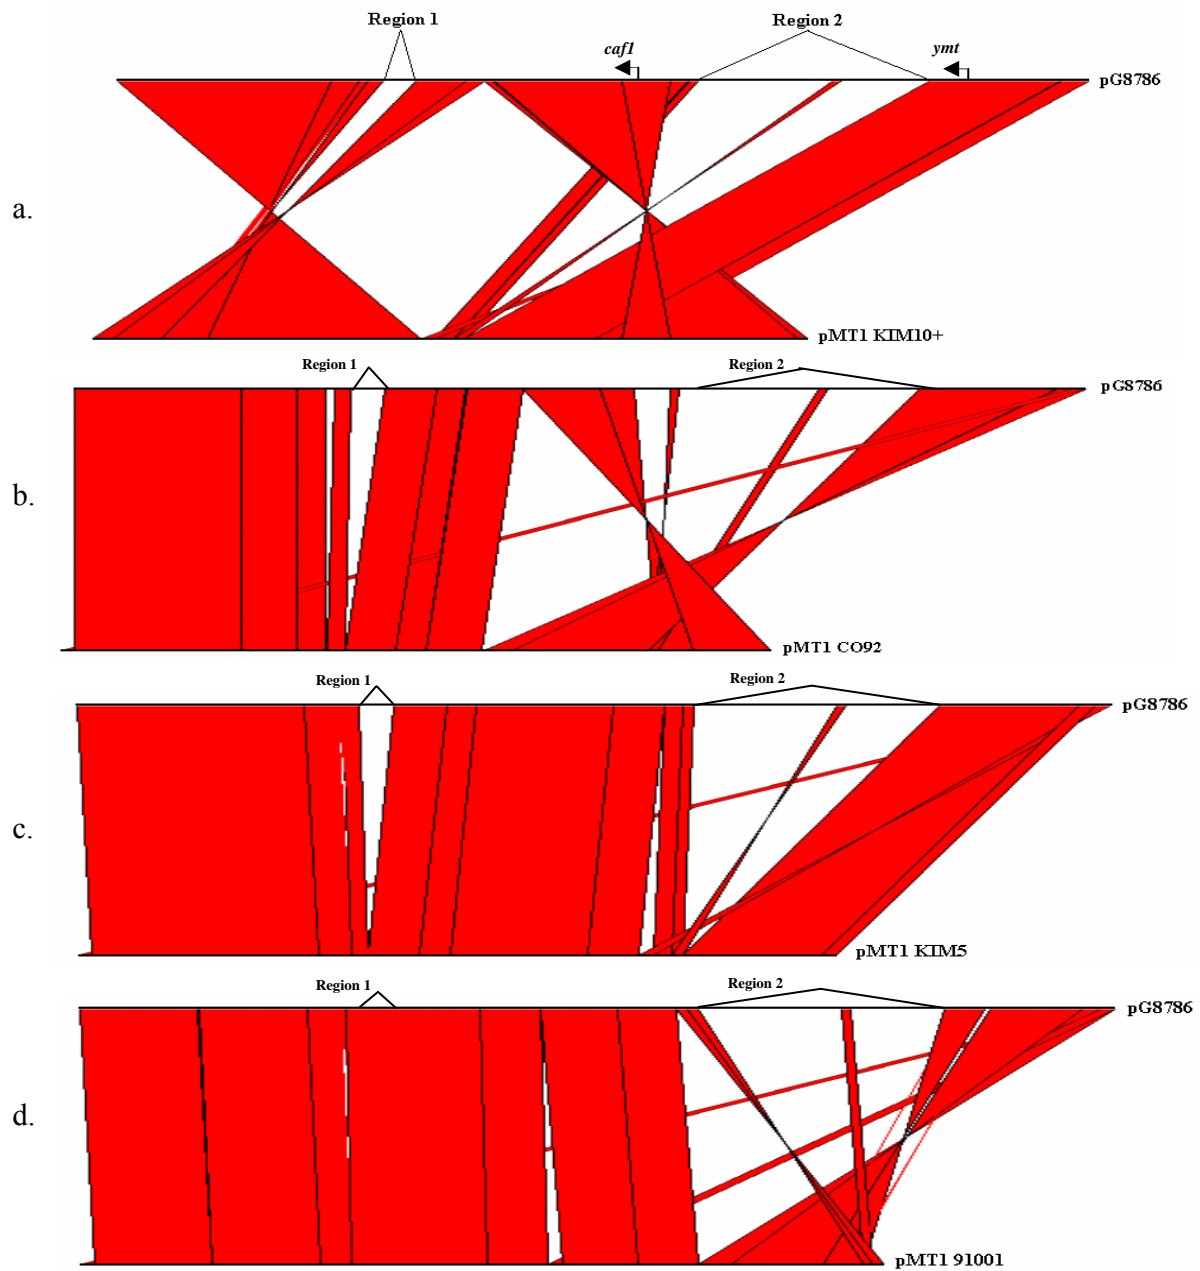 Region 1
Region 2
caf1
ymt
pG8786
a.
pMT1 KIM10+
Region 1
Region 2
pG8786
b.
pMT1 CO92
Region 1
Region 2
pG8786
c.
pMT1 KIM5
Region 1
Region 2
pG8786
d.
pMT1 91001